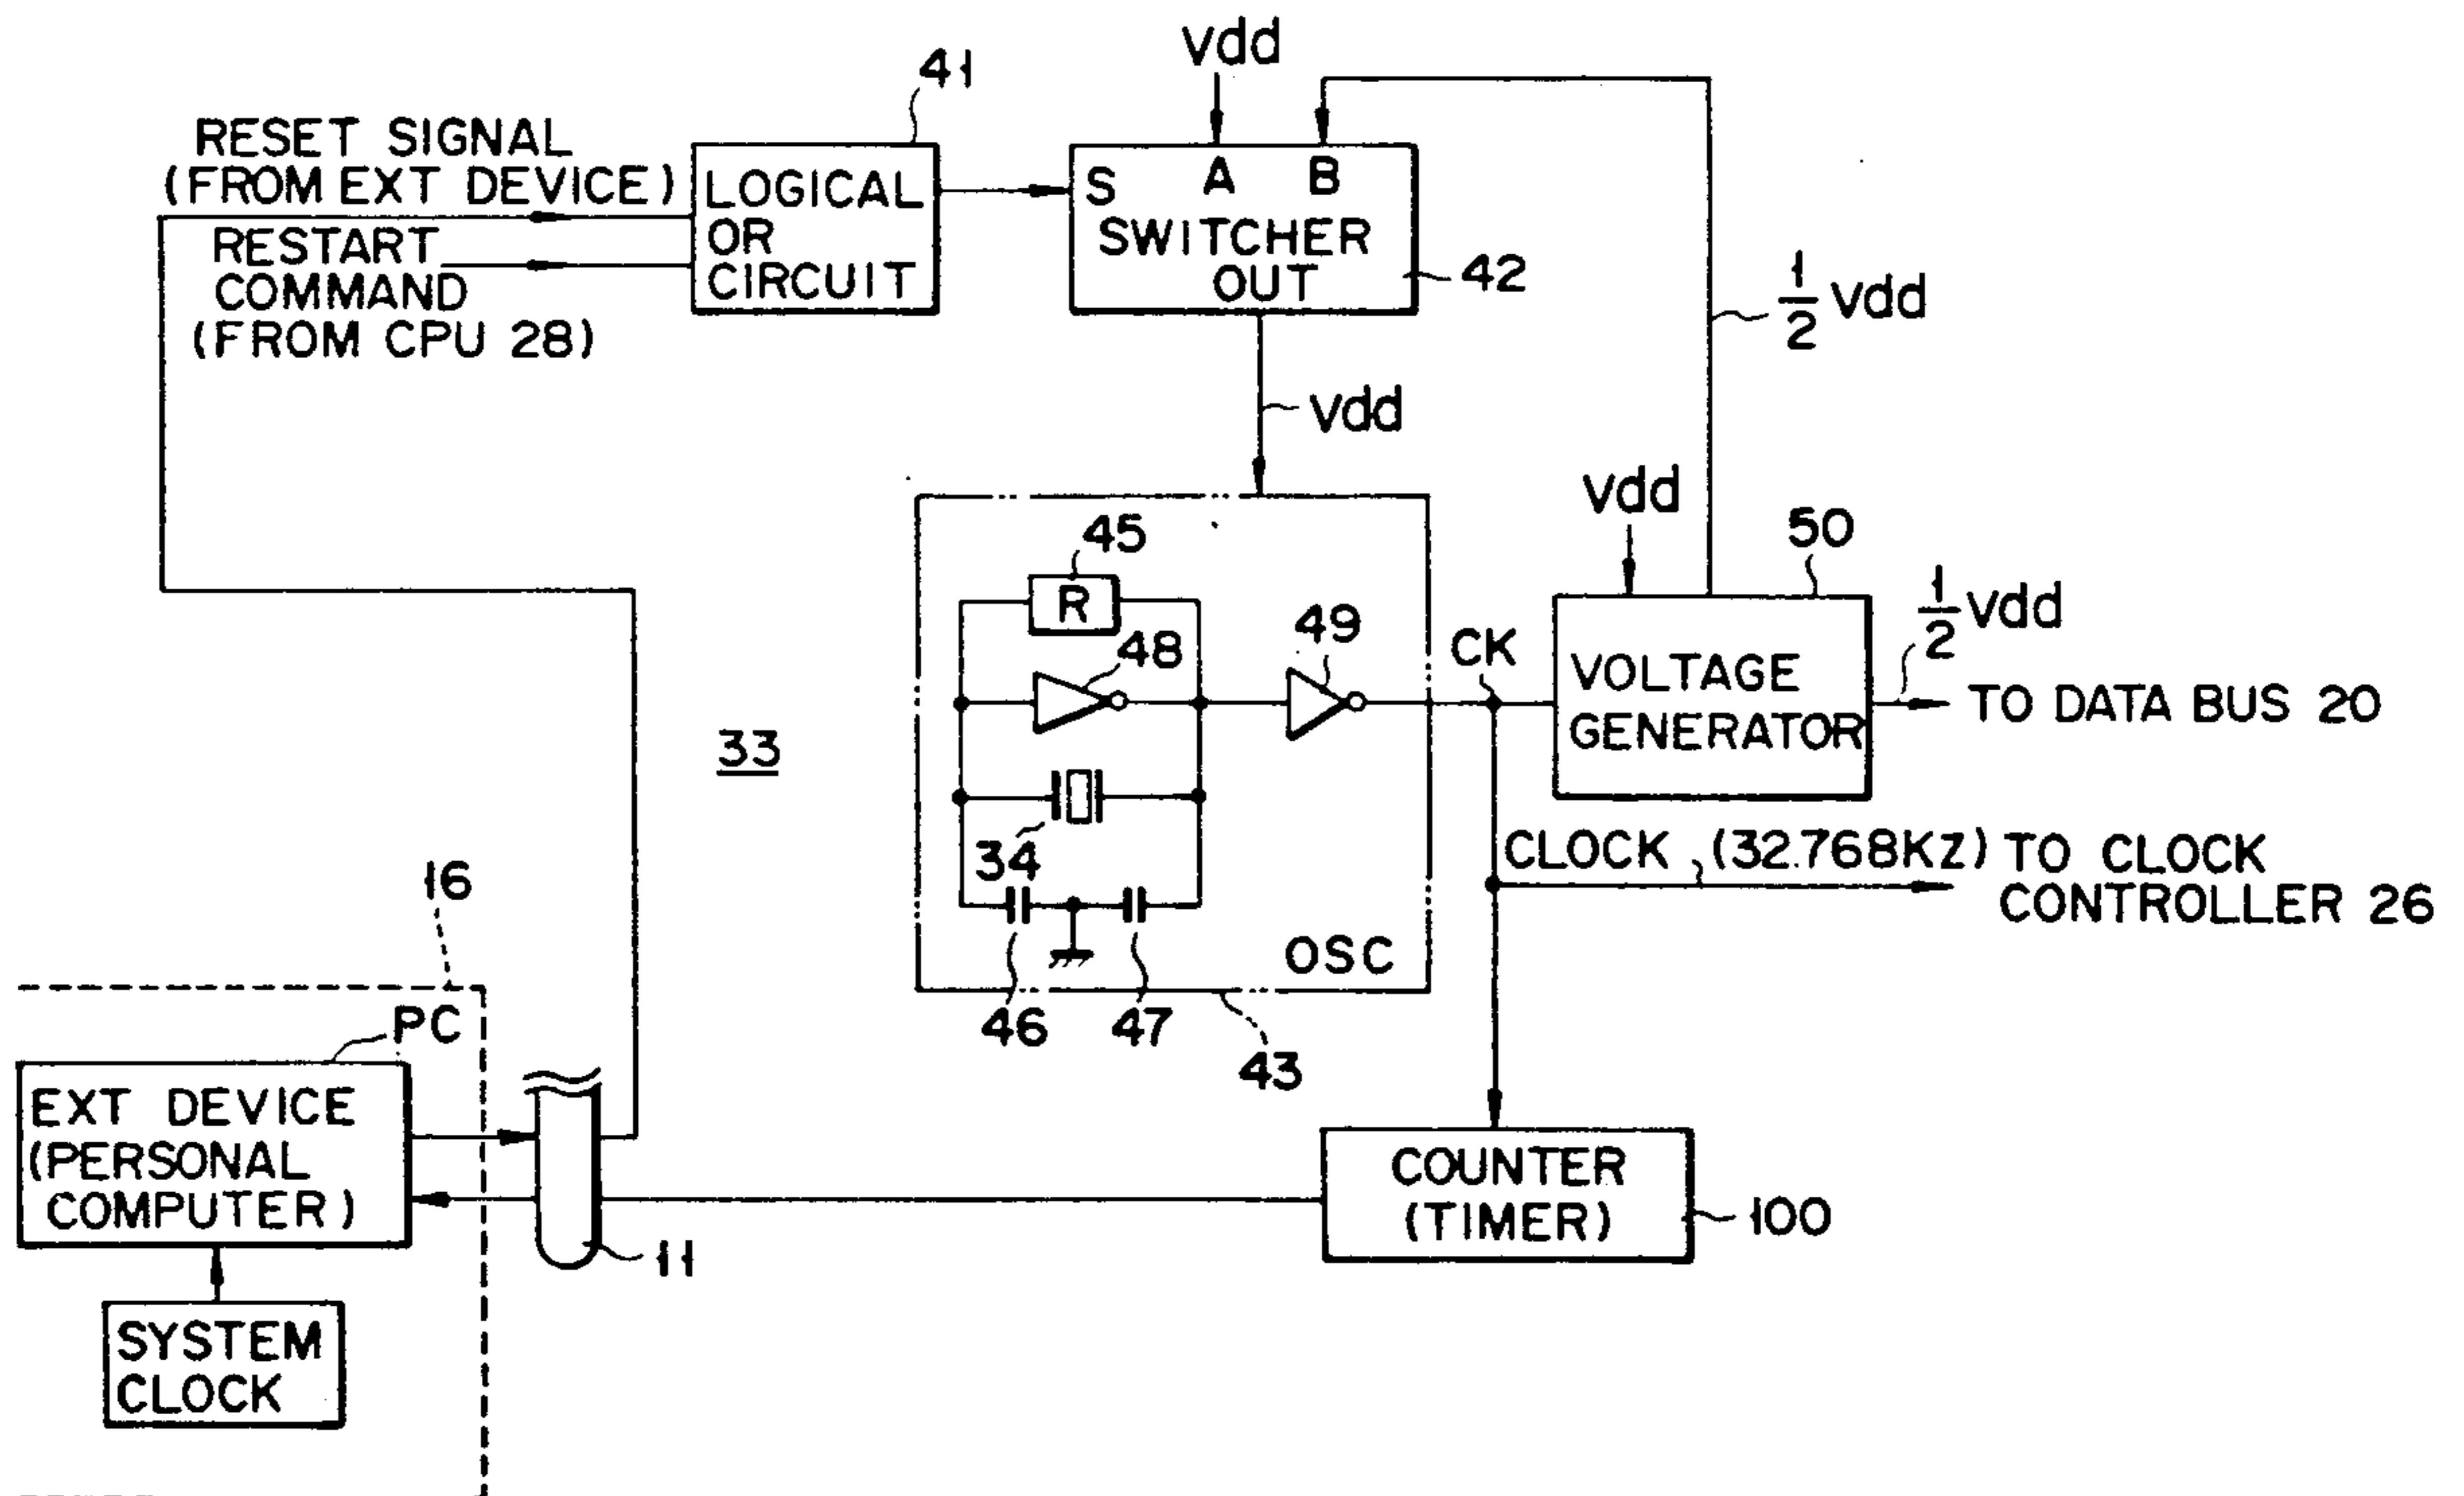 Vdd
41
RESET SIGNAL
(FROM EXT DEVICE)
RESTART
COMMAND
(FROM CPU 28)
LOGICAL
OR
CIRCUIT
S A B
SWITCHER
OUT
42
1/2 Vdd
Vdd
Vdd
50
1/2 Vdd
45
R
48
49
CK
VOLTAGE
GENERATOR
TO DATA BUS 20
33
34
CLOCK (32.768KZ) TO CLOCK
CONTROLLER 26
16
OSC
46
47
43
PC
EXT DEVICE
(PERSONAL
COMPUTER)
11
COUNTER
(TIMER)
100
SYSTEM
CLOCK